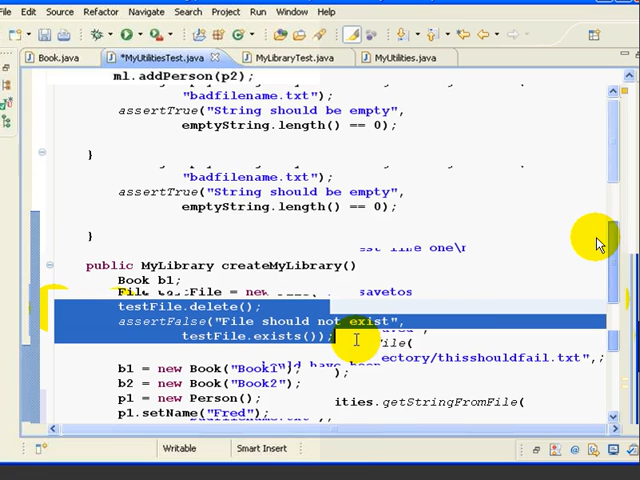 File Edit Source Refactor Navigate Search Project Run Window Help
Book.java *MyUtilitiesTest.java MyLibraryTest.java MyUtilities.java
ml.addPerson(p2);
"badfilename.txt");
assertTrue("String should be empty",
emptyString.length() == 0);
}
"badfilename.txt");
assertTrue("String should be empty",
emptyString.length() == 0);
}
public MyLibrary createMyLibrary()
Book b1;
File = new savetos
testFile.delete();
assertFalse("File should not exist",
testFile.exists());
File(
ectory/thisshouldfail.txt",;
b1 = new Book("Book1");
);
b2 = new Book("Book2");
p1 = new Person();
ities.getStringFromFile(
p1.setName("Fred");
Writable Smart Insert